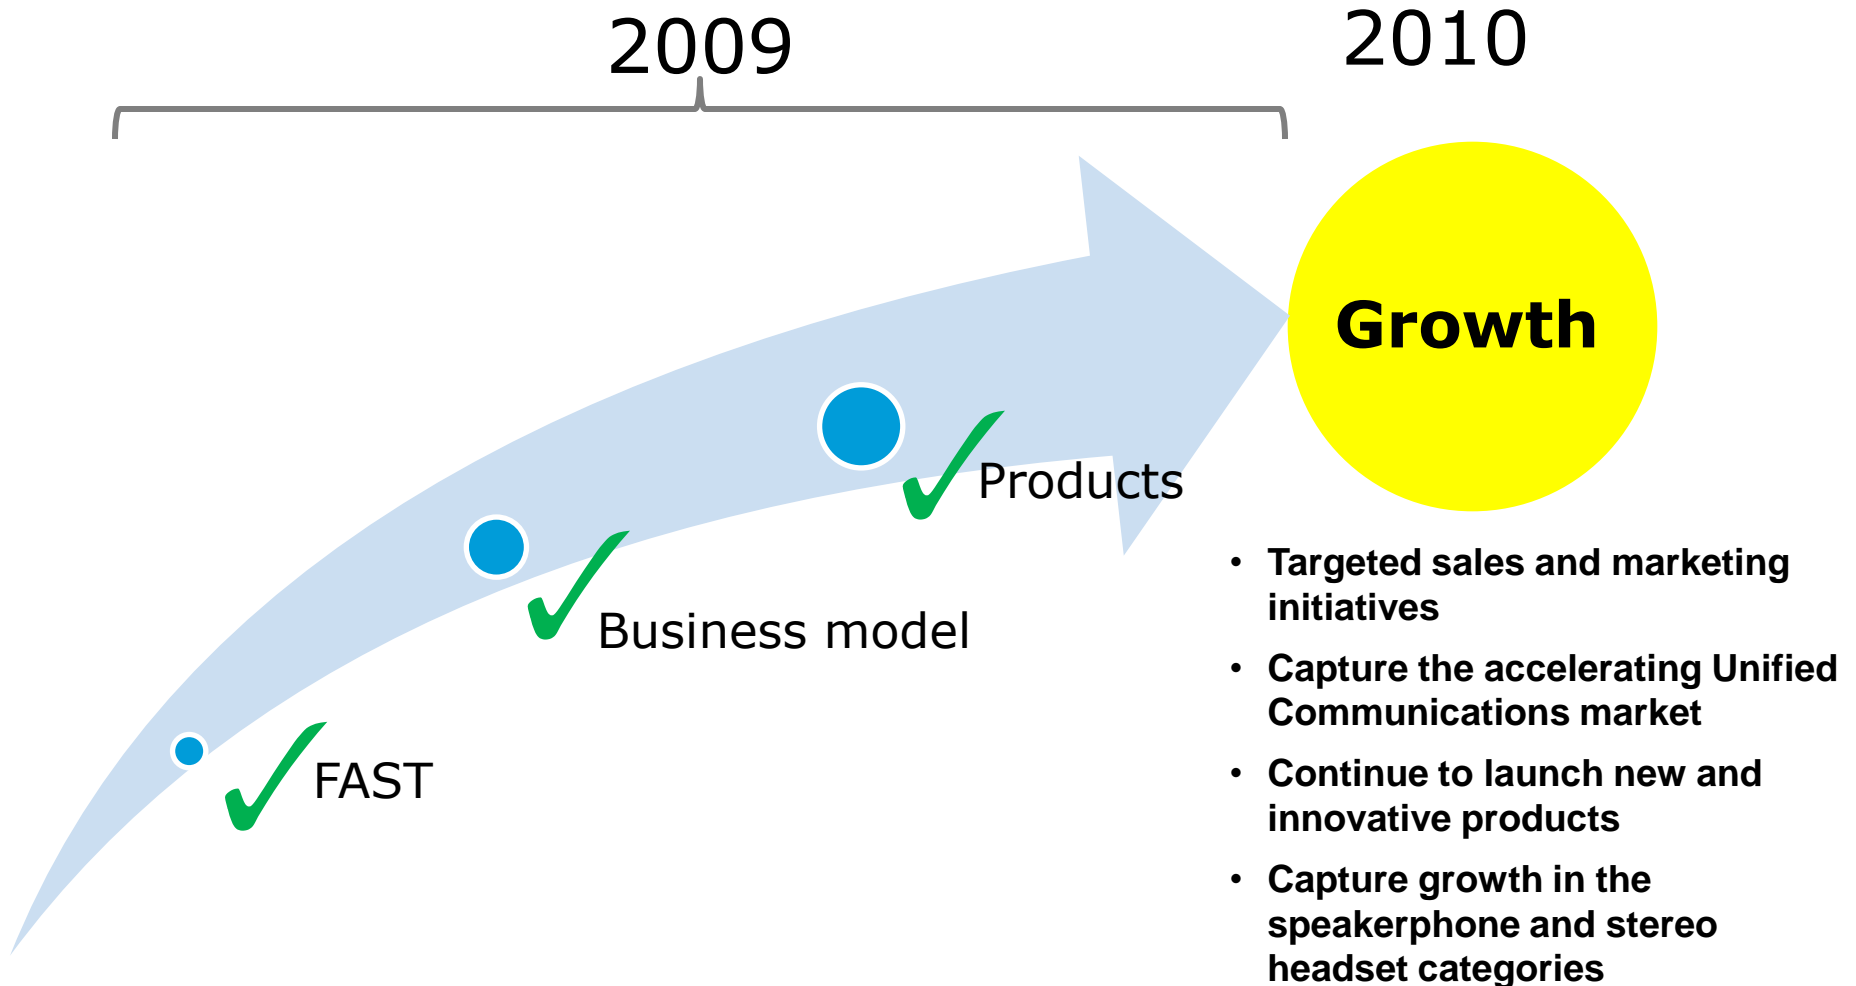 2009
2010
Growth
Products
Business model
FAST
• Targeted sales and marketing
initiatives
• Capture the accelerating Unified
Communications market
• Continue to launch new and
innovative products
• Capture growth in the
speakerphone and stereo
headset categories